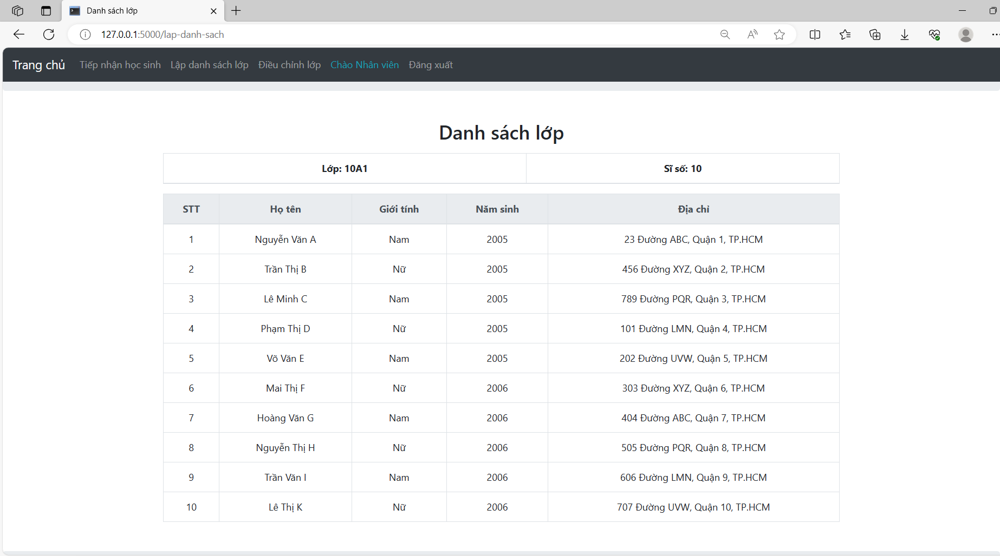 Danh sách lớp
127.0.0.1:5000/lap-danh-sach
Trang chủ Tiếp nhận học sinh Lập danh sách lớp Điều chỉnh lớp Chào Nhân viên Đăng xuất
Danh sách lớp
Lớp: 10A1 Sĩ số: 10
STT Họ tên Giới tính Năm sinh Địa chỉ
1 Nguyễn Văn A Nam 2005 23 Đường ABC, Quận 1, TP.HCM
2 Trần Thị B Nữ 2005 456 Đường XYZ, Quận 2, TP.HCM
3 Lê Minh C Nam 2005 789 Đường PQR, Quận 3, TP.HCM
4 Phạm Thị D Nữ 2005 101 Đường LMN, Quận 4, TP.HCM
5 Võ Văn E Nam 2005 202 Đường UVW, Quận 5, TP.HCM
6 Mai Thị F Nữ 2006 303 Đường XYZ, Quận 6, TP.HCM
7 Hoàng Văn G Nam 2006 404 Đường ABC, Quận 7, TP.HCM
8 Nguyễn Thị H Nữ 2006 505 Đường PQR, Quận 8, TP.HCM
9 Trần Văn I Nam 2006 606 Đường LMN, Quận 9, TP.HCM
10 Lê Thị K Nữ 2006 707 Đường UVW, Quận 10, TP.HCM